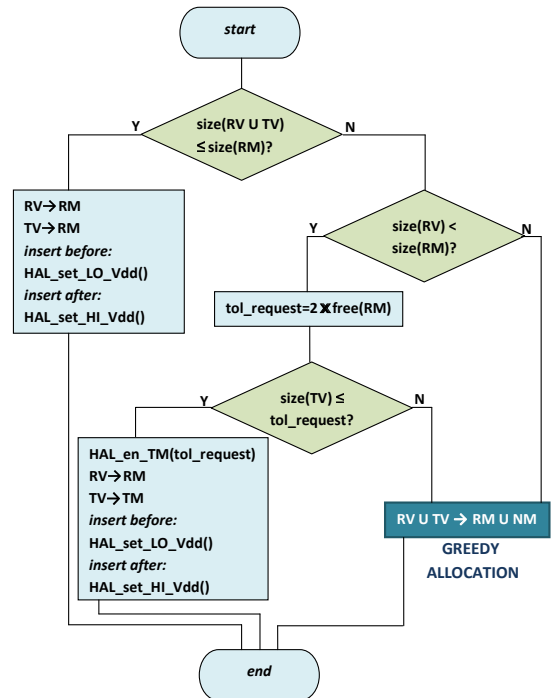 start
size(RV U TV)
≤ size(RM)?
Y
N
RV→RM
TV→RM
insert before:
HAL_set_LO_Vdd()
insert after:
HAL_set_HI_Vdd()
size(RV) <
size(RM)?
Y
N
tol_request=2✕free(RM)
size(TV) ≤
tol_request?
Y
N
HAL_en_TM(tol_request)
RV→RM
TV→TM
insert before:
HAL_set_LO_Vdd()
insert after:
HAL_set_HI_Vdd()
RV U TV → RM U NM
GREEDY
ALLOCATION
end